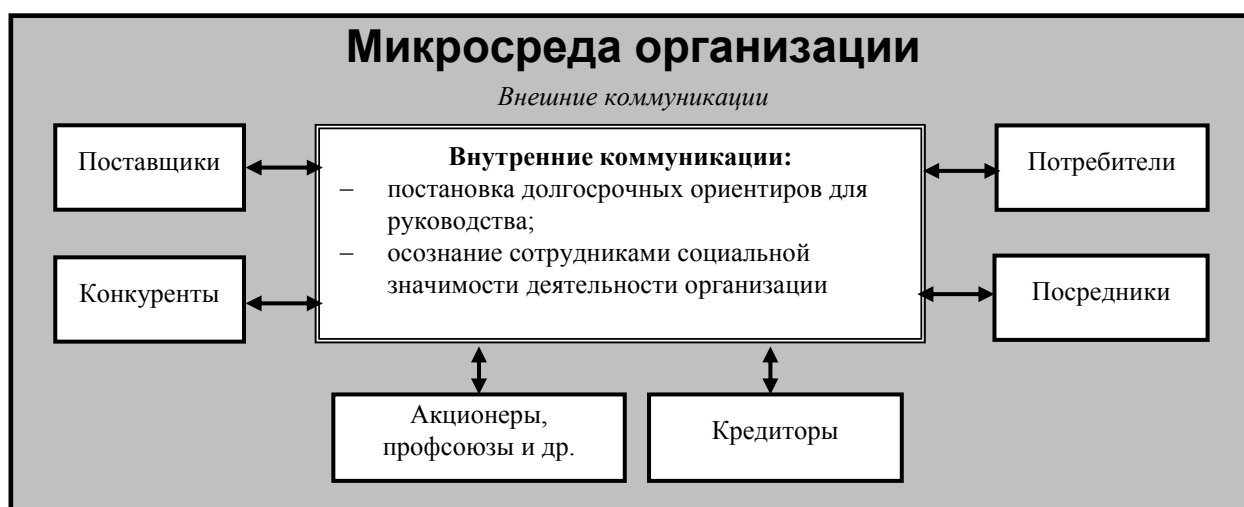 Микросреда организации
Внешние коммуникации
Поставщики
Конкуренты
Внутренние коммуникации:
– постановка долгосрочных ориентиров для
руководства;
– осознание сотрудниками социальной
значимости деятельности организации
Потребители
Посредники
Акционеры,
профсоюзы и др.
Кредиторы